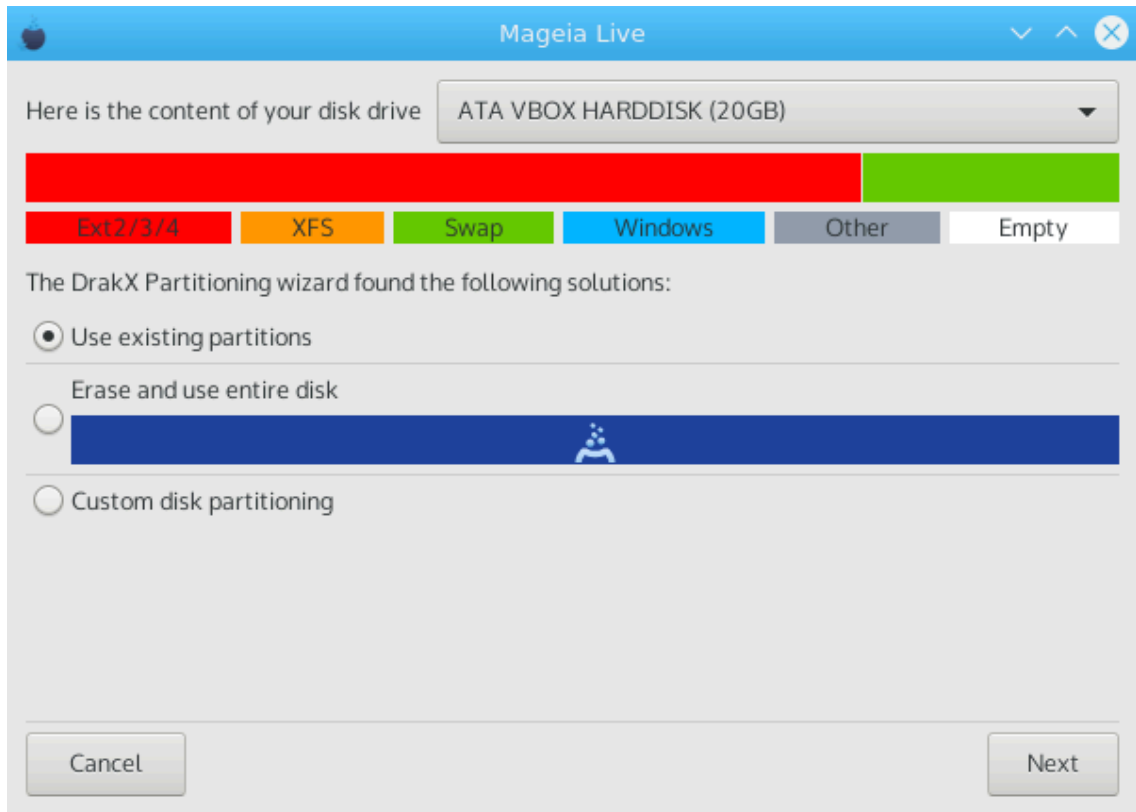 Mageia Live
Here is the content of your disk drive ATA VBOX HARDDISK (20GB)
Ext2/3/4 XFS Swap Windows Other Empty
The DrakX Partitioning wizard found the following solutions:
Use existing partitions
Erase and use entire disk
Custom disk partitioning
Cancel Next